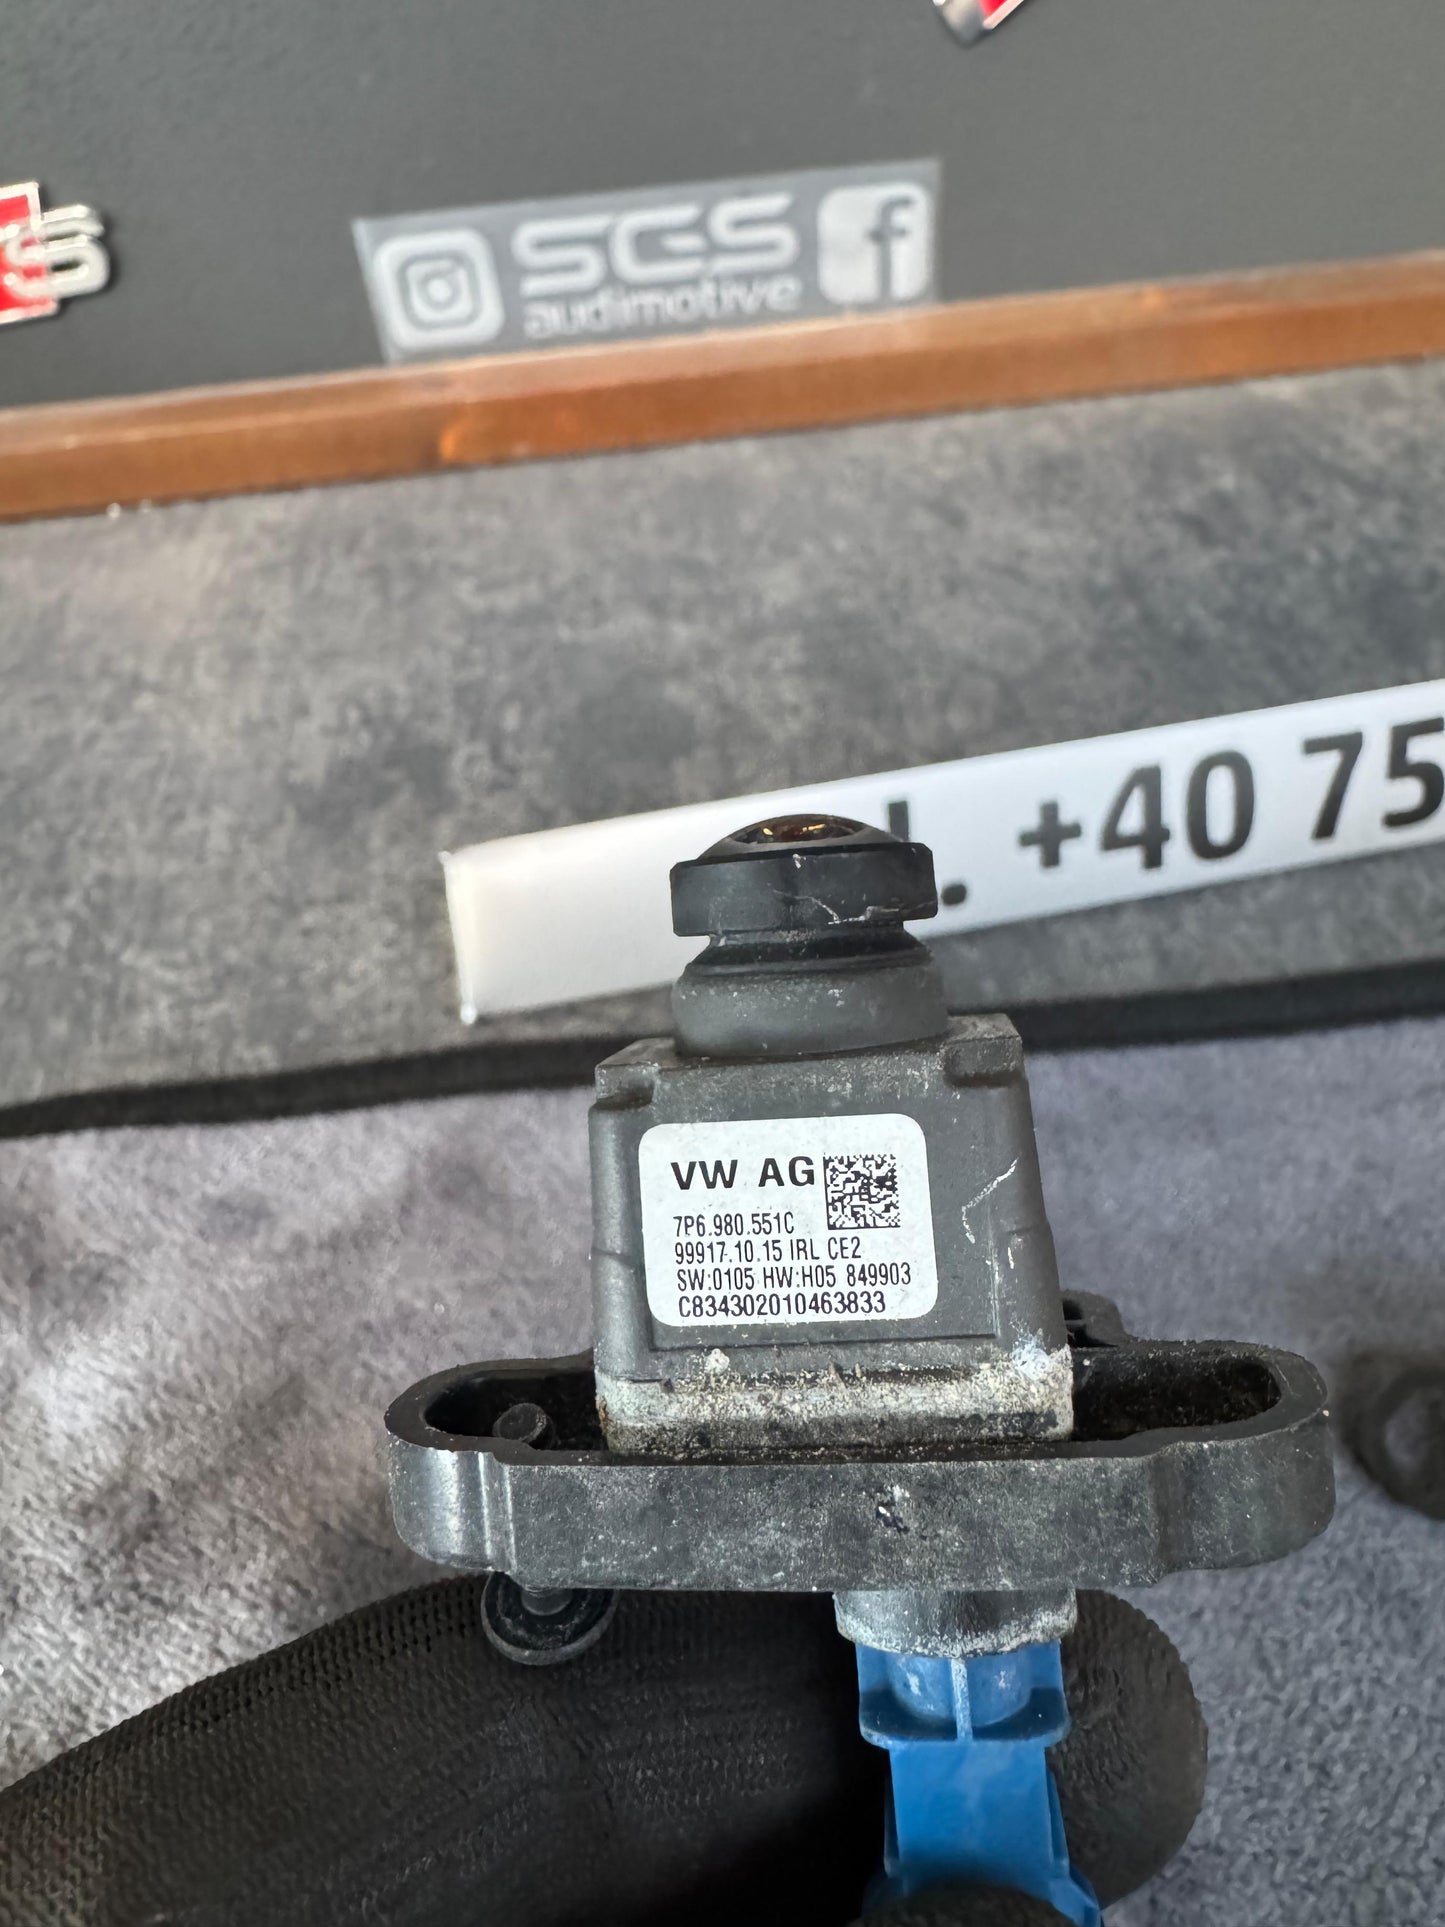 S
SGS
audimotive
f
. +40 75
VW AG
7P6.980.551C
99917.10.15 IRL CE2
SW:0105 HW:H05 849903
C834302010463833